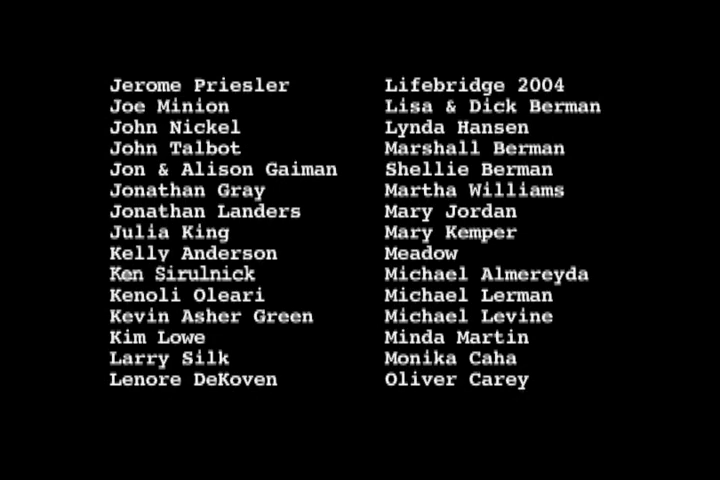 Jerome Priesler
Joe Minion
John Nickel
John Talbot
Jon & Alison Gaiman
Jonathan Gray
Jonathan Landers
Julia King
Kelly Anderson
Ken Sirulnick
Kenoli Oleari
Kevin Asher Green
Kim Lowe
Larry Silk
Lenore DeKoven
Lifebridge 2004
Lisa & Dick Berman
Lynda Hansen
Marshall Berman
Shellie Berman
Martha Williams
Mary Jordan
Mary Kemper
Meadow
Michael Almereyda
Michael Lerman
Michael Levine
Minda Martin
Monika Caha
Oliver Carey